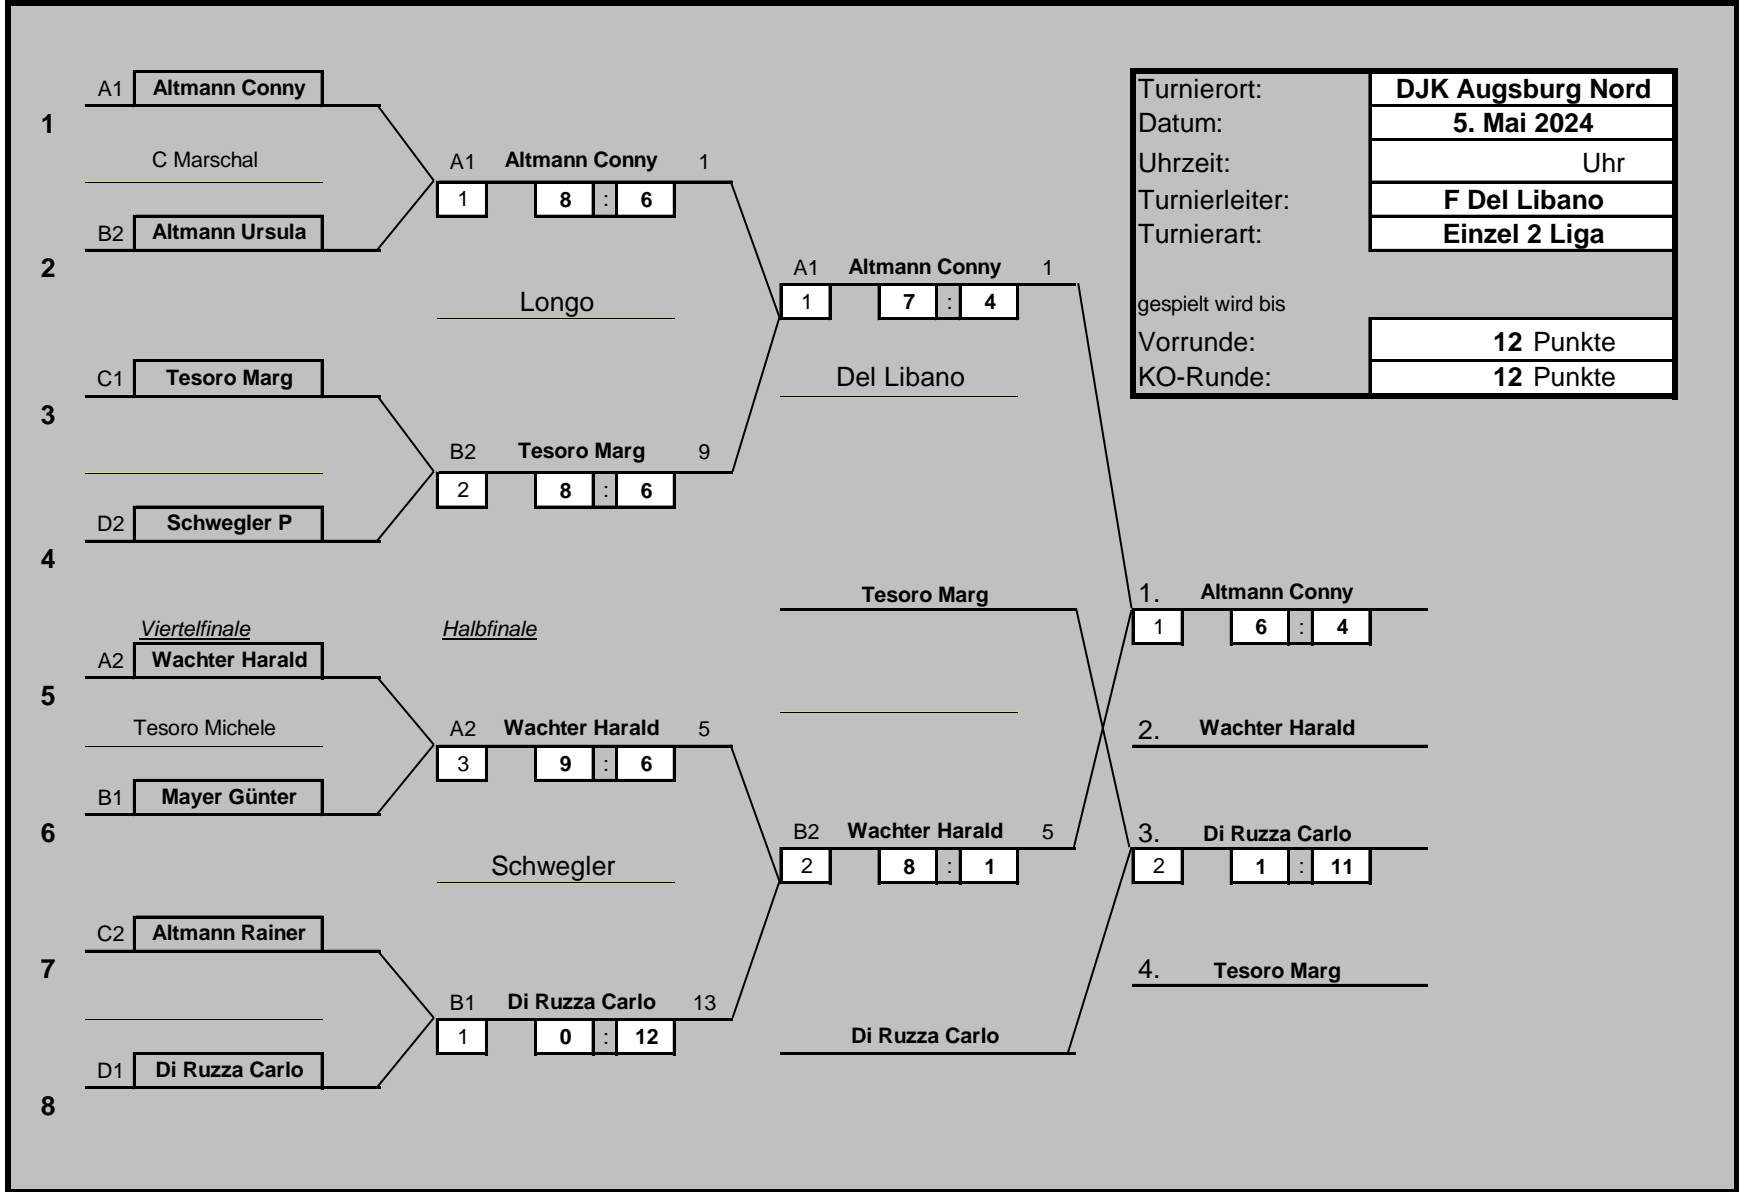 A1 Altmann Conny
Turnierort: DJK Augsburg Nord
1
Datum: 5. Mai 2024
C Marschal
A1 Altmann Conny 1
Uhrzeit: Uhr
1 8 : 6
Turnierleiter: F Del Libano
B2 Altmann Ursula
Turnierart: Einzel 2 Liga
2
A1 Altmann Conny 1
Longo
1 7 : 4
gespielt wird bis
Vorrunde: 12 Punkte
C1 Tesoro Marg
Del Libano
KO-Runde: 12 Punkte
3
B2 Tesoro Marg 9
2 8 : 6
D2 Schwegler P
4
Tesoro Marg
1. Altmann Conny
Viertelfinale
Halbfinale
1 6 : 4
A2 Wachter Harald
5
Tesoro Michele
A2 Wachter Harald 5
2. Wachter Harald
3 9 : 6
B1 Mayer Günter
6
B2 Wachter Harald 5
3. Di Ruzza Carlo
Schwegler
2 8 : 1
2 1 : 11
C2 Altmann Rainer
7
4. Tesoro Marg
B1 Di Ruzza Carlo 13
1 0 : 12
Di Ruzza Carlo
D1 Di Ruzza Carlo
8